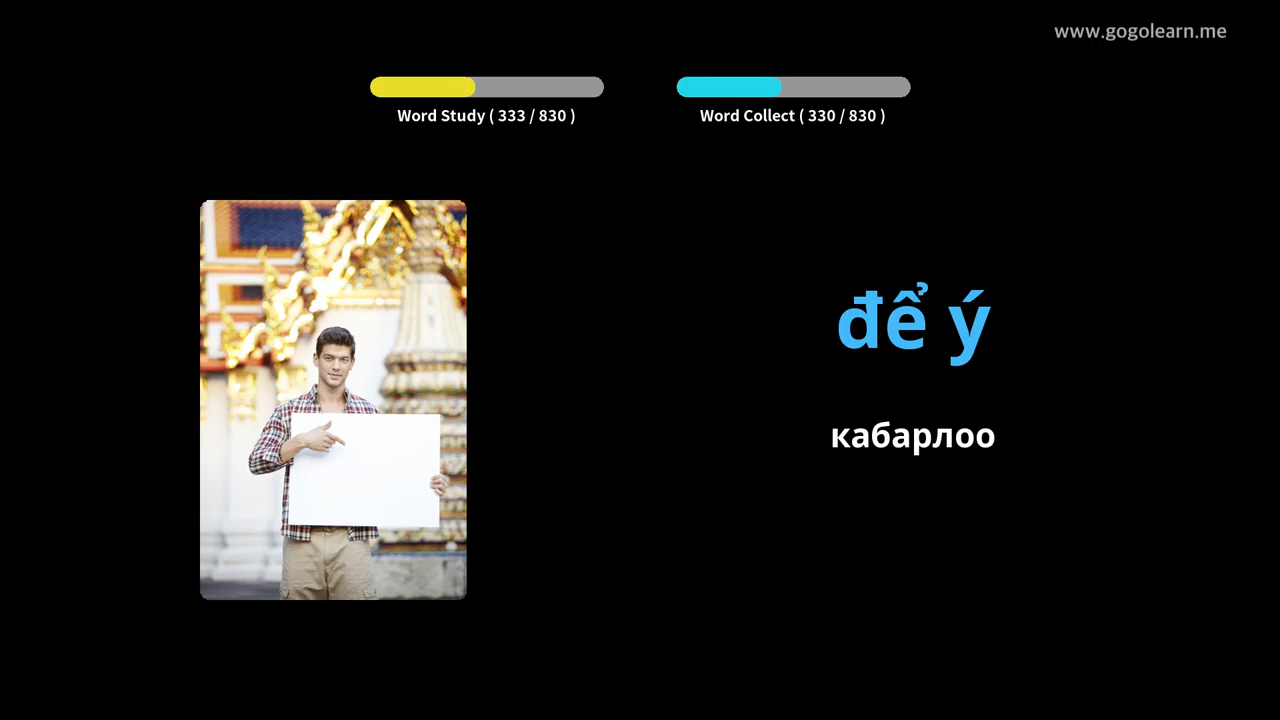 www.gogolearn.me
Word Study ( 333 / 830 )
Word Collect ( 330 / 830 )
để ý
кабарлоо